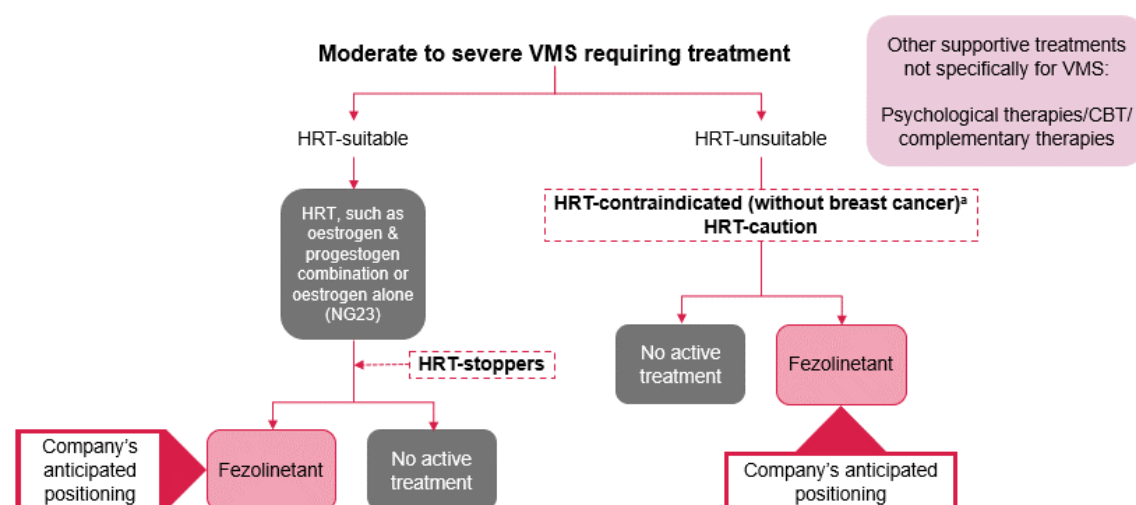 Moderate to severe VMS requiring treatment
Other supportive treatments
not specifically for VMS:
Psychological therapies/CBT/
complementary therapies
HRT-suitable
HRT-unsuitable
HRT, such as
oestrogen &
progestogen
combination or
oestrogen alone
(NG23)
HRT-contraindicated (without breast cancer)ᵃ
HRT-caution
HRT-stoppers
No active
treatment
Fezolinetant
Company's
anticipated
positioning
Fezolinetant
No active
treatment
Company's anticipated
positioning